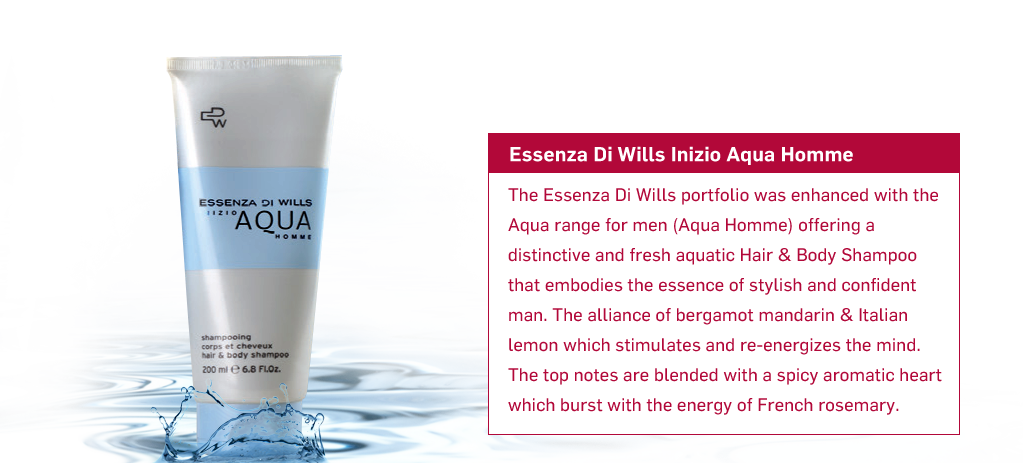 EDW
ESSENZA DI WILLS
INIZIO
AQUA
HOMME
shampooing
corps et cheveux
hair & body shampoo
200 ml ℮ 6.8 Fl.Oz.
Essenza Di Wills Inizio Aqua Homme
The Essenza Di Wills portfolio was enhanced with the
Aqua range for men (Aqua Homme) offering a
distinctive and fresh aquatic Hair & Body Shampoo
that embodies the essence of stylish and confident
man. The alliance of bergamot mandarin & Italian
lemon which stimulates and re-energizes the mind.
The top notes are blended with a spicy aromatic heart
which burst with the energy of French rosemary.